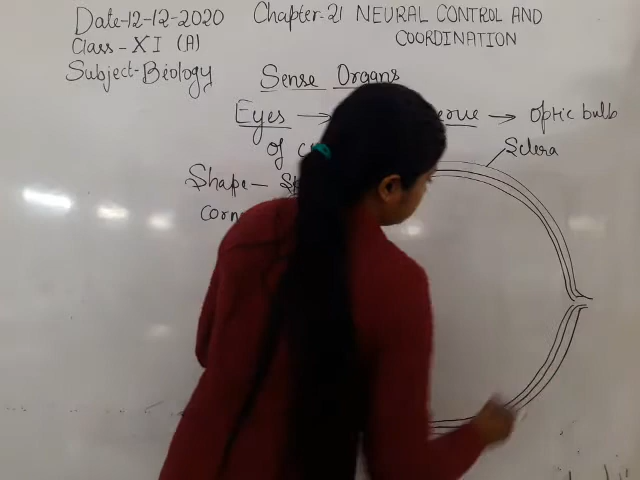 Date-12-12-2020 Chapter-21 NEURAL CONTROL AND
Class-XI (A) COORDINATION
Subject-Biology Sense Organs
Eyes → → Optic bulb
of
Sclera
Shape-